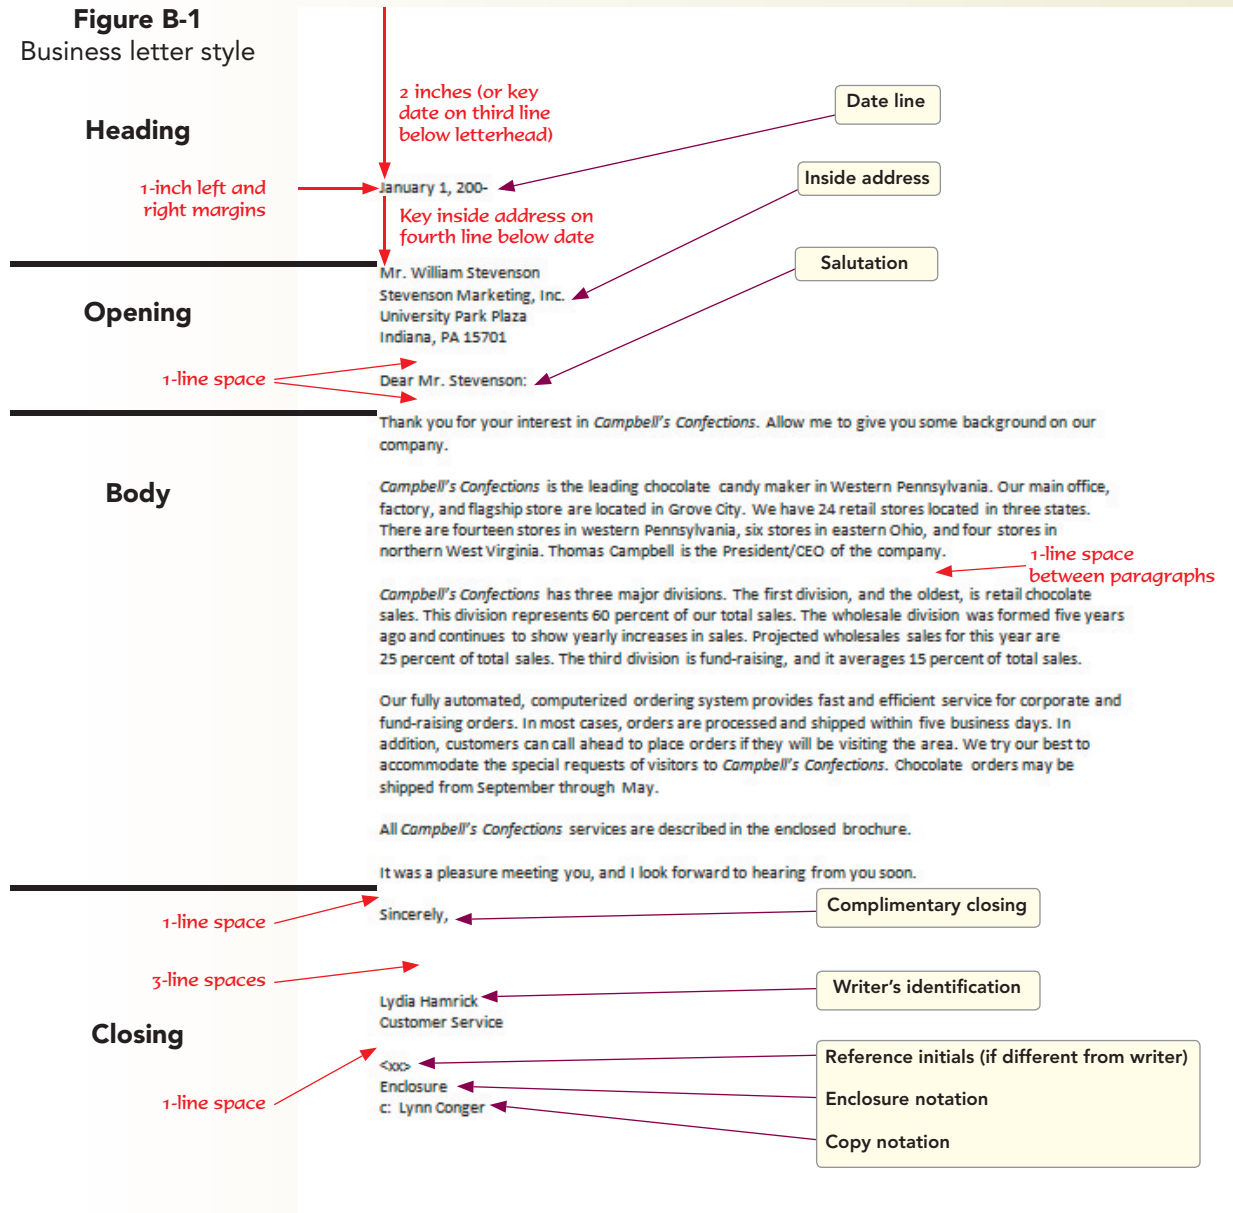 Figure B-1
Business letter style
2 inches (or key
date on third line
below letterhead)
Date line
Heading
1-inch left and
right margins
January 1, 200-
Inside address
Key inside address on
fourth line below date
Salutation
Opening
Mr. William Stevenson
Stevenson Marketing, Inc.
University Park Plaza
Indiana, PA 15701
1-line space
Dear Mr. Stevenson:
Body
Thank you for your interest in Campbell's Confections. Allow me to give you some background on our
company.
Campbell's Confections is the leading chocolate candy maker in Western Pennsylvania. Our main office,
factory, and flagship store are located in Grove City. We have 24 retail stores located in three states.
There are fourteen stores in western Pennsylvania, six stores in eastern Ohio, and four stores in
northern West Virginia. Thomas Campbell is the President/CEO of the company.
1-line space
between paragraphs
Campbell's Confections has three major divisions. The first division, and the oldest, is retail chocolate
sales. This division represents 60 percent of our total sales. The wholesale division was formed five years
ago and continues to show yearly increases in sales. Projected wholesales sales for this year are
25 percent of total sales. The third division is fund-raising, and it averages 15 percent of total sales.
Our fully automated, computerized ordering system provides fast and efficient service for corporate and
fund-raising orders. In most cases, orders are processed and shipped within five business days. In
addition, customers can call ahead to place orders if they will be visiting the area. We try our best to
accommodate the special requests of visitors to Campbell's Confections. Chocolate orders may be
shipped from September through May.
All Campbell's Confections services are described in the enclosed brochure.
It was a pleasure meeting you, and I look forward to hearing from you soon.
1-line space
Sincerely,
Complimentary closing
3-line spaces
Closing
Lydia Hamrick
Customer Service
Writer's identification
1-line space
<xx>
Enclosure
c: Lynn Conger
Reference initials (if different from writer)
Enclosure notation
Copy notation